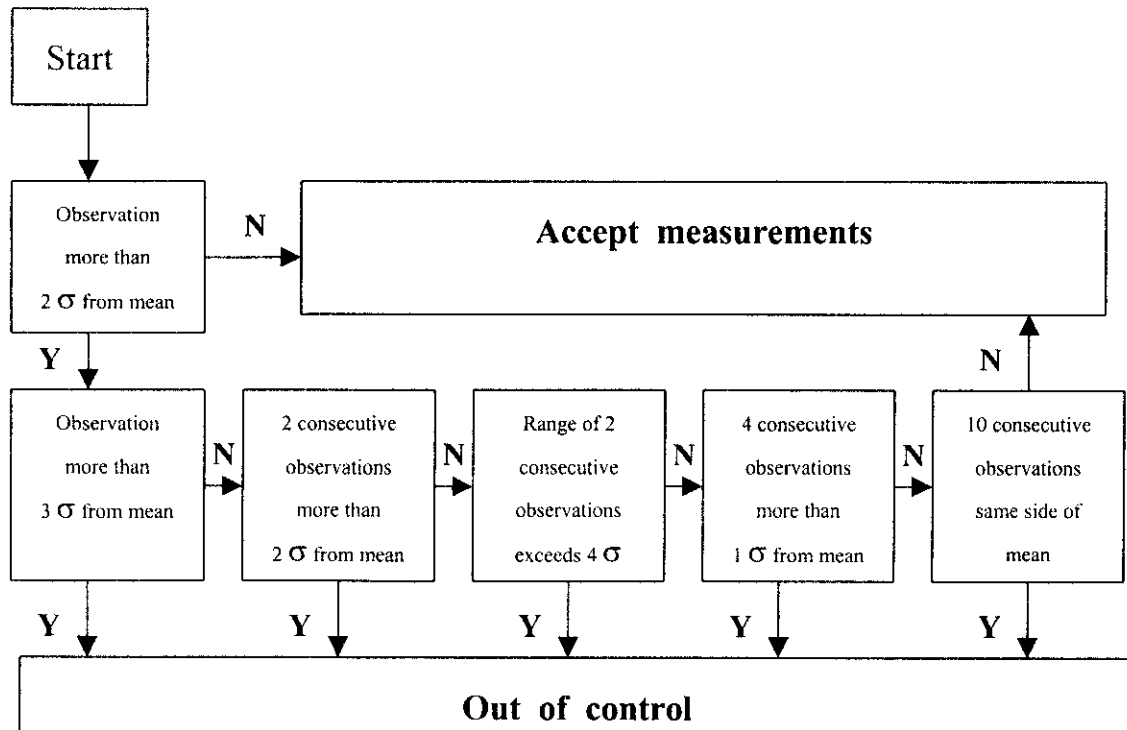 Start
Observation
more than
2 σ from mean
N
Accept measurements
Y
N
Observation
more than
3 σ from mean
N
2 consecutive
observations
more than
2 σ from mean
N
Range of 2
consecutive
observations
exceeds 4 σ
N
4 consecutive
observations
more than
1 σ from mean
N
10 consecutive
observations
same side of
mean
Y
Y
Y
Y
Y
Out of control